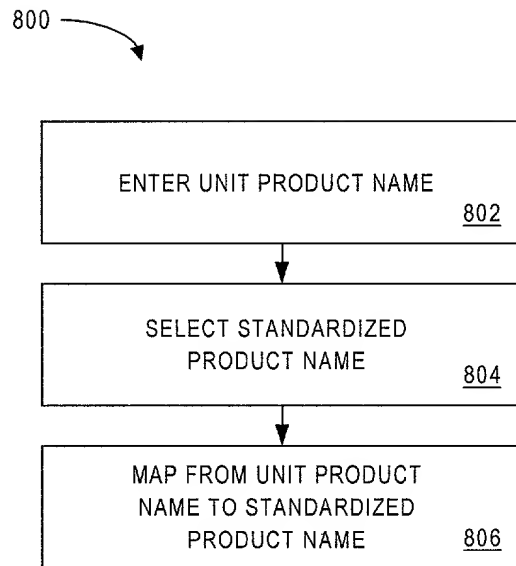 800
ENTER UNIT PRODUCT NAME
802
SELECT STANDARDIZED
PRODUCT NAME
804
MAP FROM UNIT PRODUCT
NAME TO STANDARDIZED
PRODUCT NAME
806